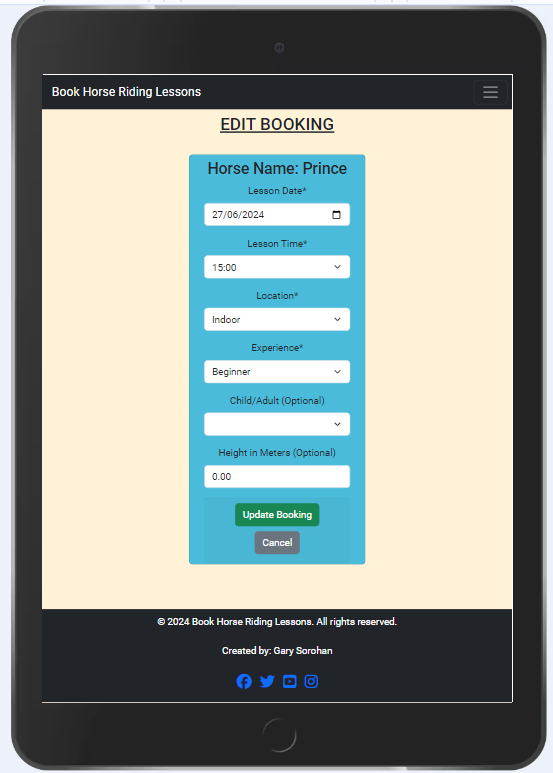 Book Horse Riding Lessons
EDIT BOOKING
Horse Name: Prince
Lesson Date*
27/06/2024
Lesson Time*
15:00
Location*
Indoor
Experience*
Beginner
Child/Adult (Optional)
Height in Meters (Optional)
0.00
Update Booking
Cancel
© 2024 Book Horse Riding Lessons. All rights reserved.
Created by: Gary Sorohan